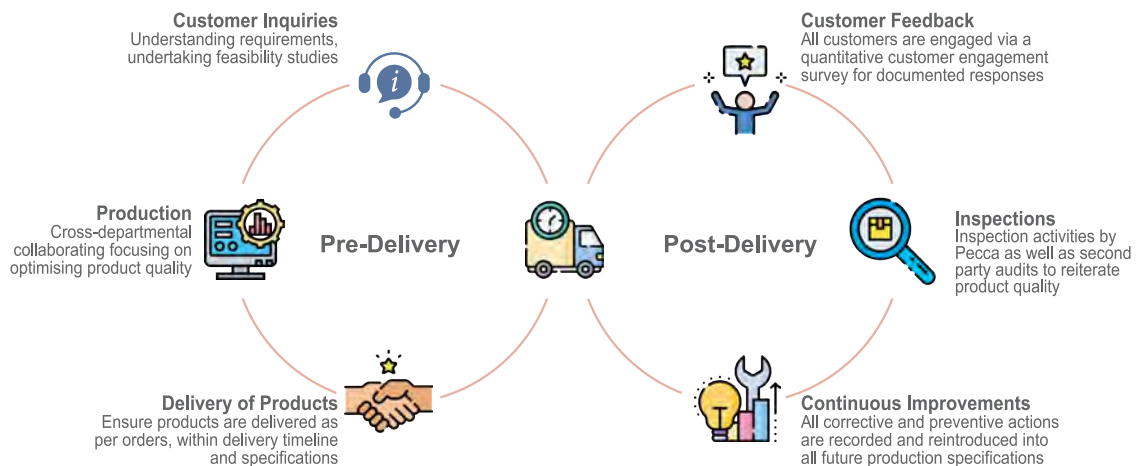 Customer Inquiries
Understanding requirements,
undertaking feasibility studies
Customer Feedback
All customers are engaged via a
quantitative customer engagement
survey for documented responses
Production
Cross-departmental
collaborating focusing on
optimising product quality
Pre-Delivery
Post-Delivery
Inspections
Inspection activities by
Pecca as well as second
party audits to reiterate
product quality
Delivery of Products
Ensure products are delivered as
per orders, within delivery timeline
and specifications
Continuous Improvements
All corrective and preventive actions
are recorded and reintroduced into
all future production specifications